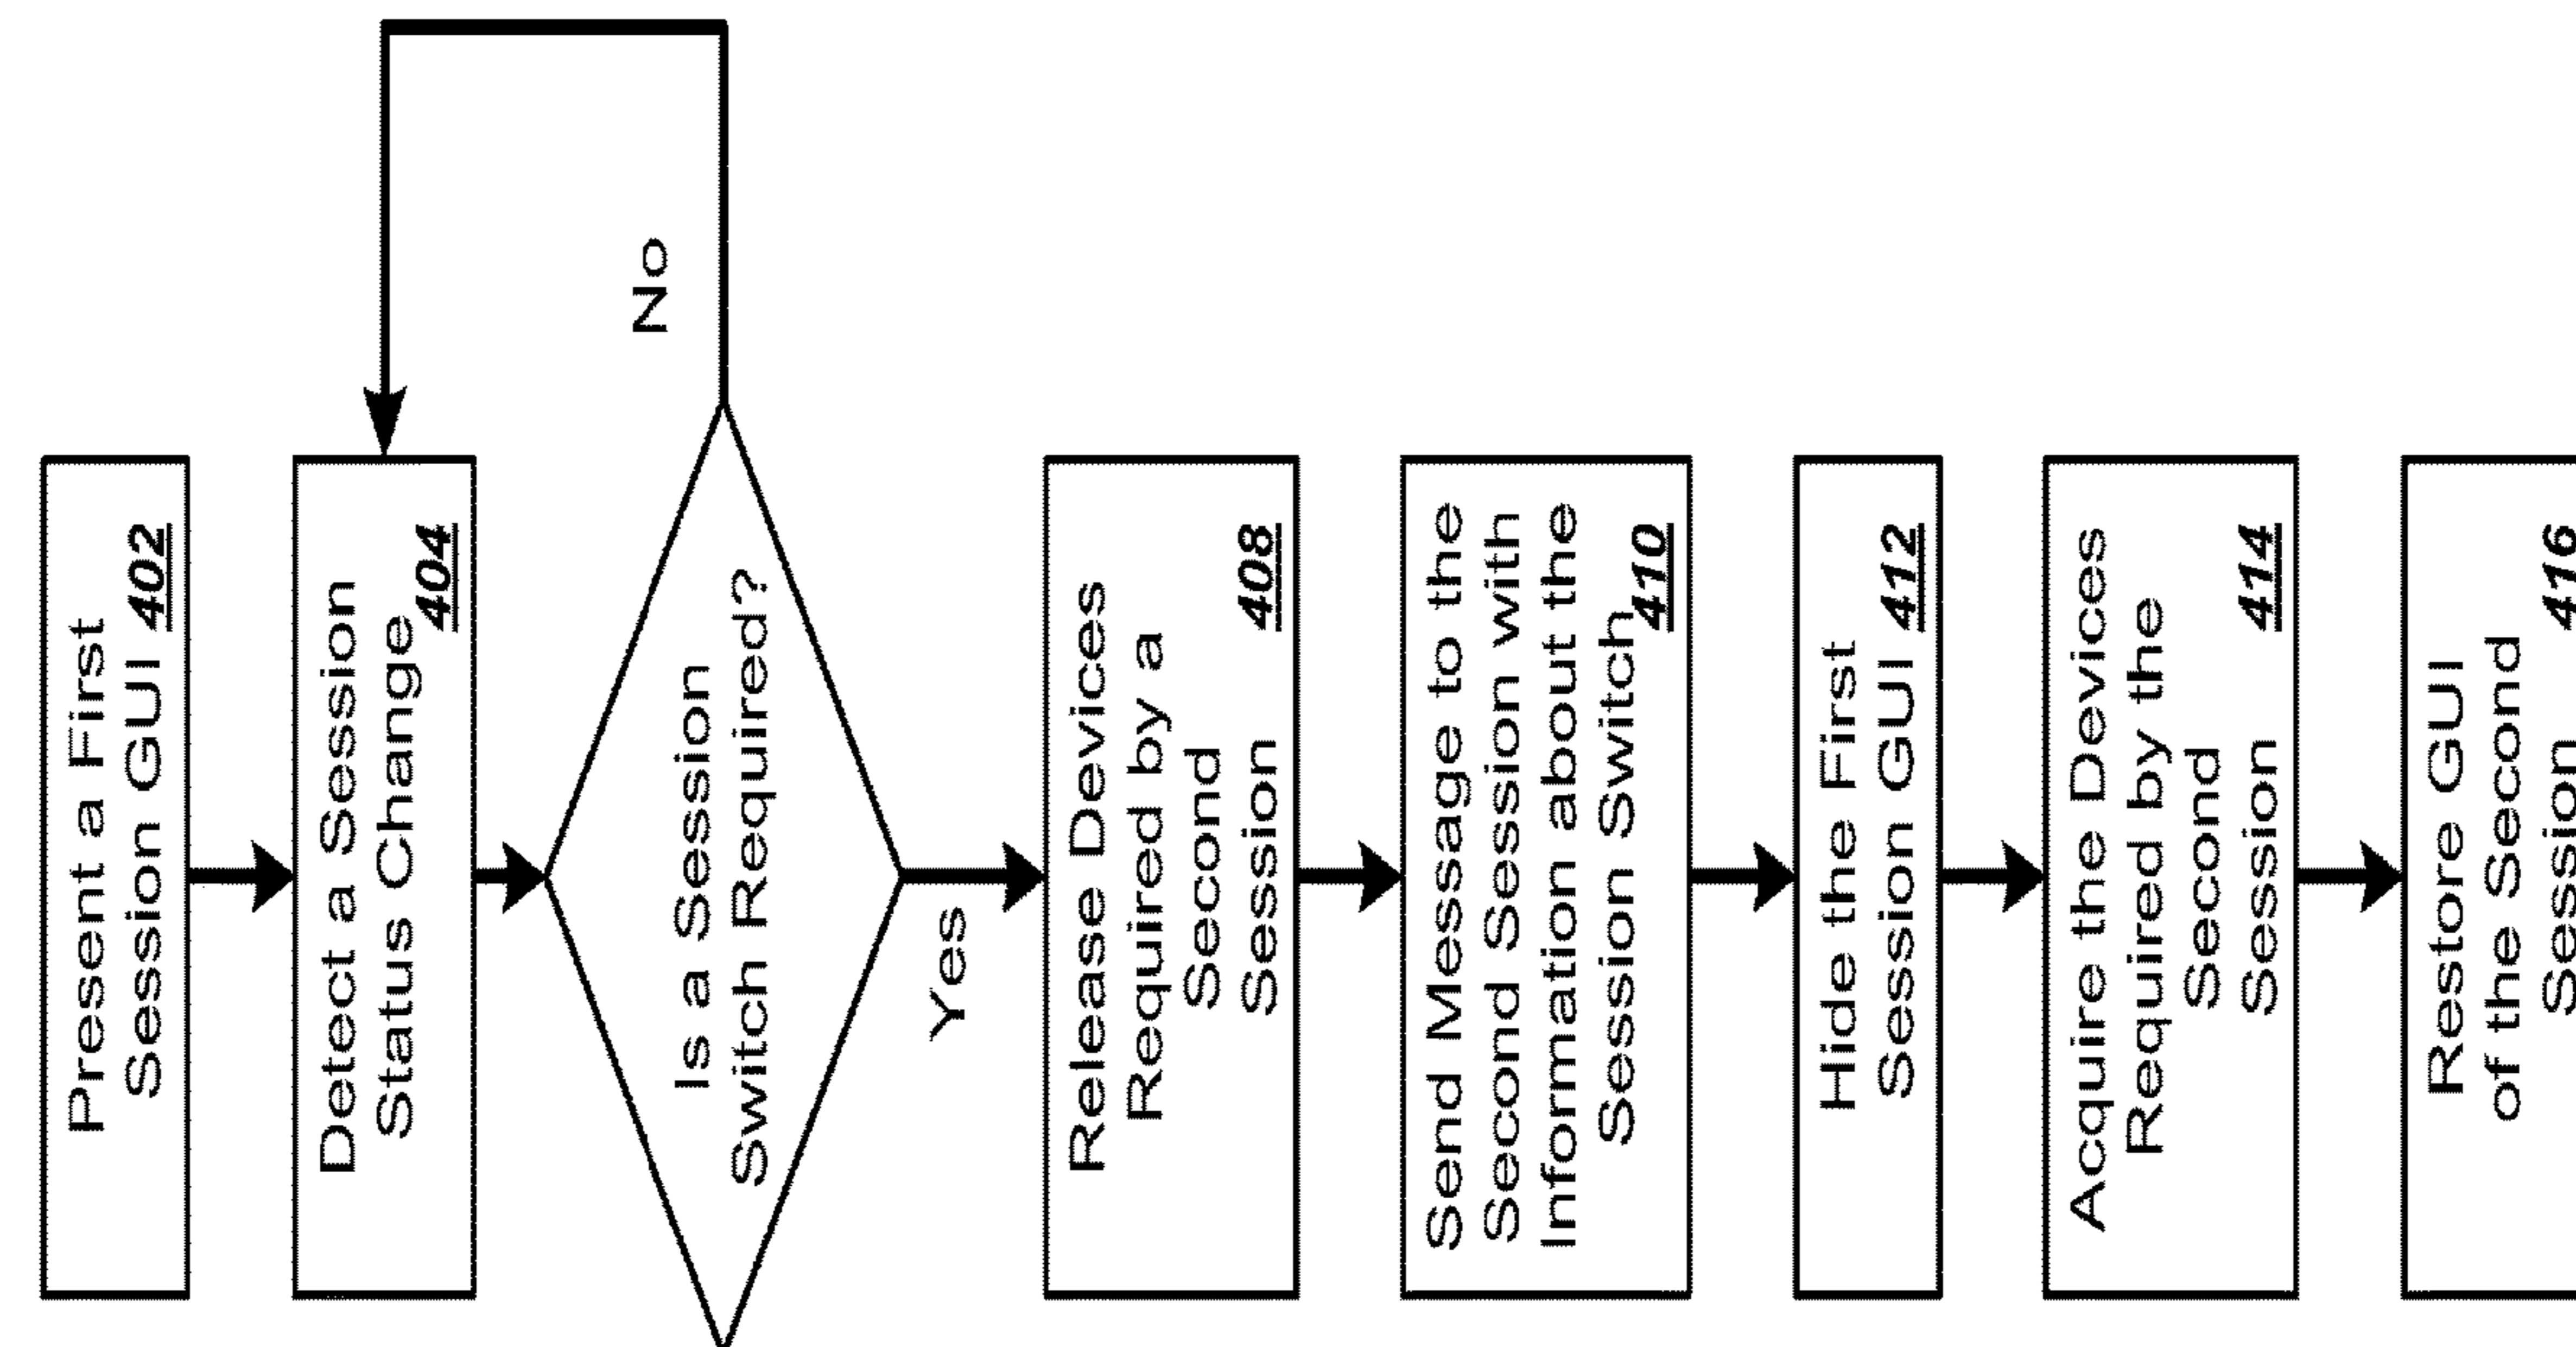 Present a First
Session GUI 402
Detect a Session
Status Change
404
Is a Session
Switch Required?
No
Yes
Release Devices
Required by a
Second
Session 408
Send Message to the
Second Session with
Information about the
Session Switch
410
Hide the First
Session GUI 412
Acquire the Devices
Required by the
Second
Session 414
Restore GUI
of the Second
Session 416